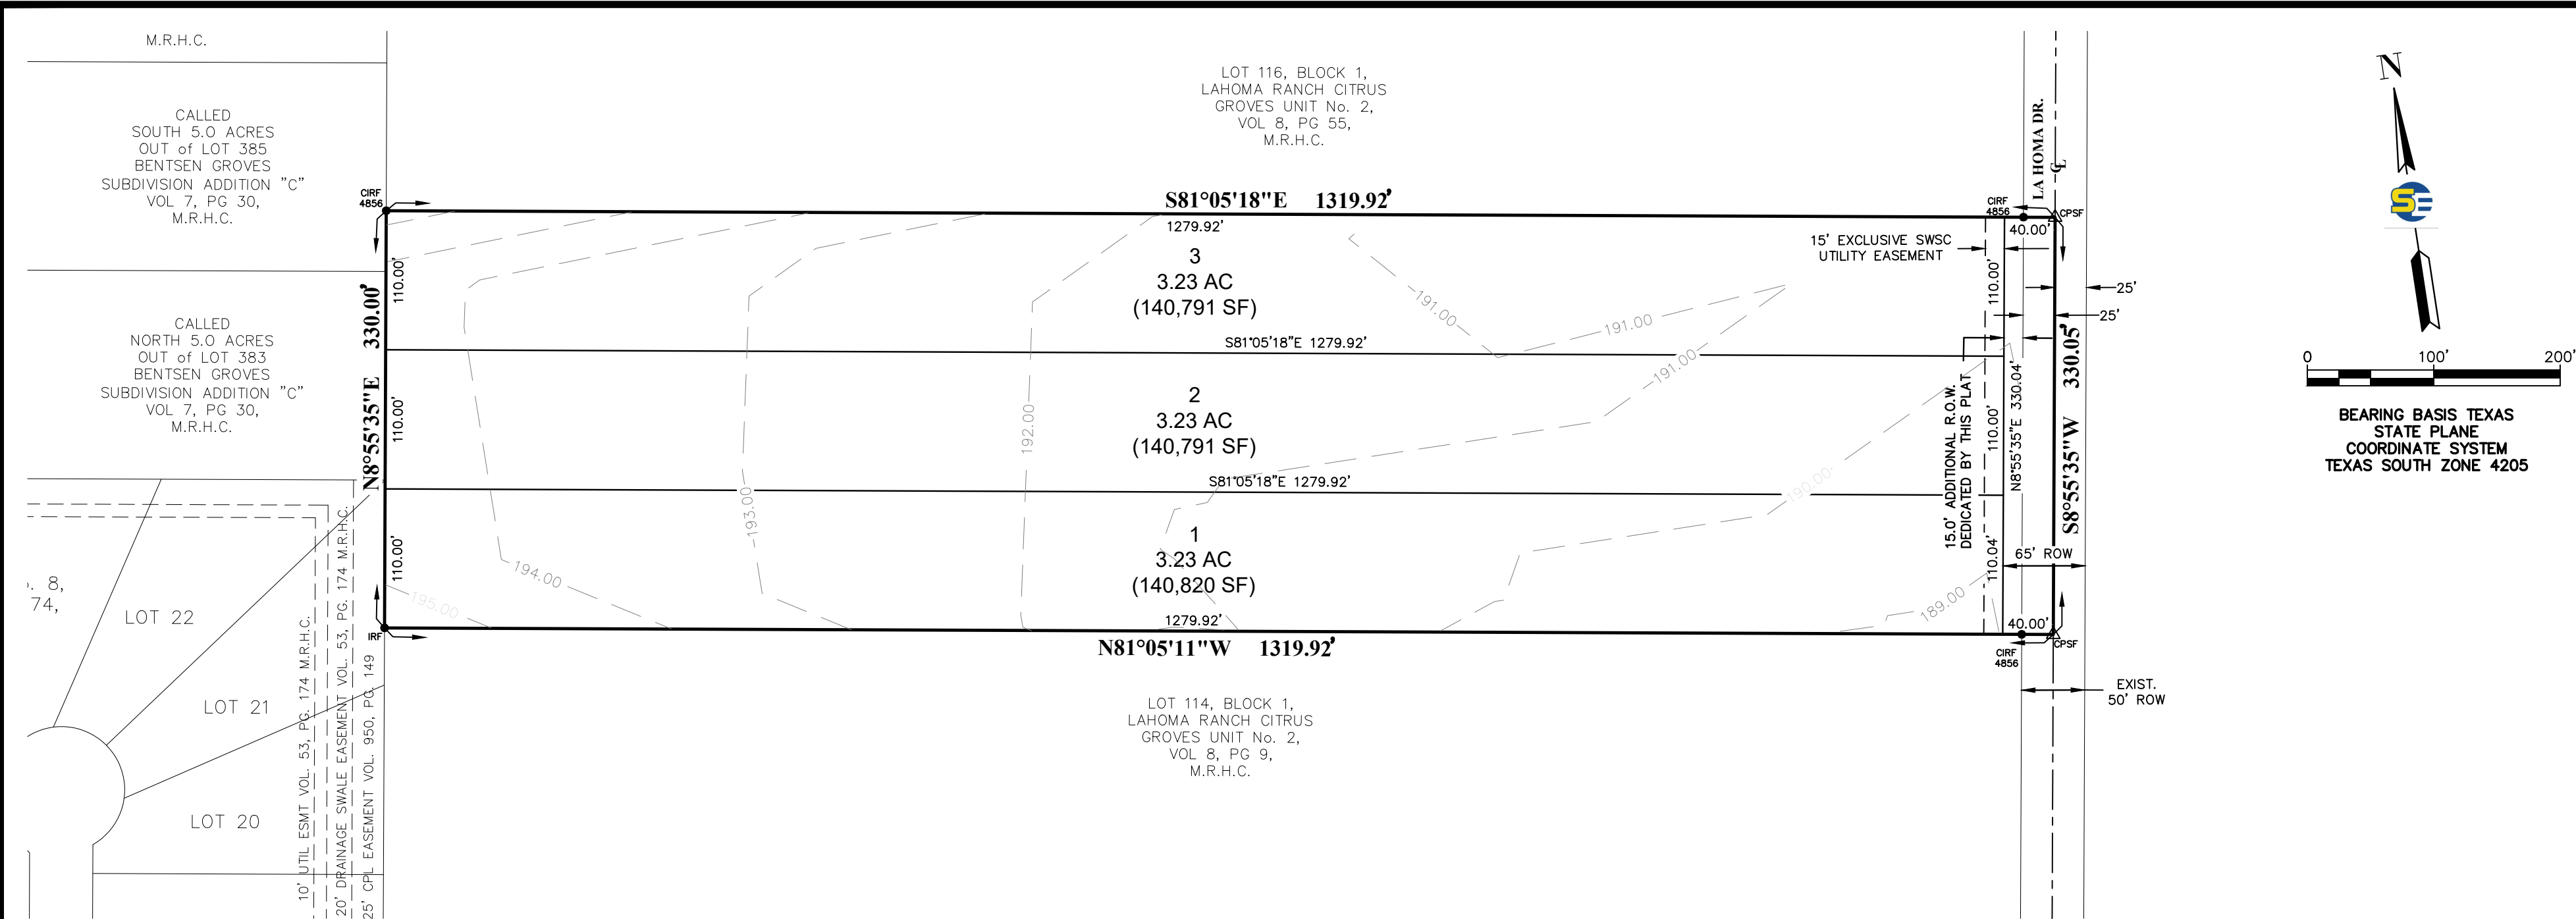 M.R.H.C.
CALLED
SOUTH 5.0 ACRES
OUT of LOT 385
BENTSEN GROVES
SUBDIVISION ADDITION "C"
VOL 7, PG 30,
M.R.H.C.
CALLED
NORTH 5.0 ACRES
OUT of LOT 383
BENTSEN GROVES
SUBDIVISION ADDITION "C"
VOL 7, PG 30,
M.R.H.C.
8,
74,
LOT 22
LOT 21
LOT 20
10' UTIL ESMT VOL. 53, PG. 174 M.R.H.C.
20' DRAINAGE SWALE EASEMENT VOL. 53, PG. 174 M.R.H.C.
25' CPL EASEMENT VOL. 950, PG. 149
LOT 116, BLOCK 1,
LAHOMA RANCH CITRUS
GROVES UNIT No. 2,
VOL 8, PG 55,
M.R.H.C.
CIRF
4856
S81°05'18"E 1319.92'
1279.92'
N8°55'35"E 330.00'
110.00'
110.00'
110.00'
3
3.23 AC
(140,791 SF)
S81°05'18"E 1279.92'
2
3.23 AC
(140,791 SF)
S81°05'18"E 1279.92'
1
3.23 AC
(140,820 SF)
1279.92'
N81°05'11"W 1319.92'
IRF
195.00
194.00
193.00
192.00
191.00
191.00
191.00
190.00
189.00
15' EXCLUSIVE SWSC
UTILITY EASEMENT
CIRF
4856
40.00'
CPSF
LA HOMA DR.
CL
25'
25'
110.00'
110.00'
110.04'
15.0' ADDITIONAL R.O.W.
DEDICATED BY THIS PLAT
N8°55'35"E 330.04'
S8°55'35"W 330.05'
65' ROW
40.00'
CPSF
CIRF
4856
EXIST.
50' ROW
LOT 114, BLOCK 1,
LAHOMA RANCH CITRUS
GROVES UNIT No. 2,
VOL 8, PG 9,
M.R.H.C.
N
SE
0 100' 200'
BEARING BASIS TEXAS
STATE PLANE
COORDINATE SYSTEM
TEXAS SOUTH ZONE 4205